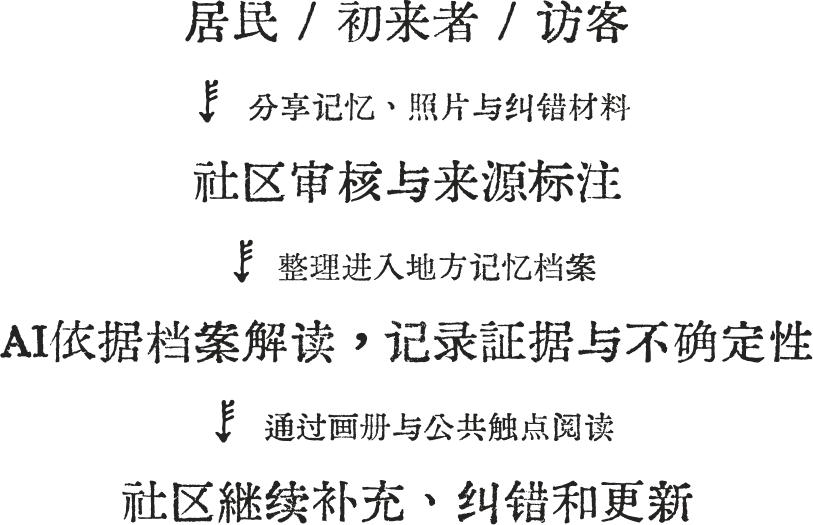 居民 / 初来者 / 访客
分享记忆、照片与纠错材料
社区审核与来源标注
整理进入地方记忆档案
AI依据档案解读，记录証据与不确定性
通过画册与公共触点阅读
社区継续补充、纠错和更新